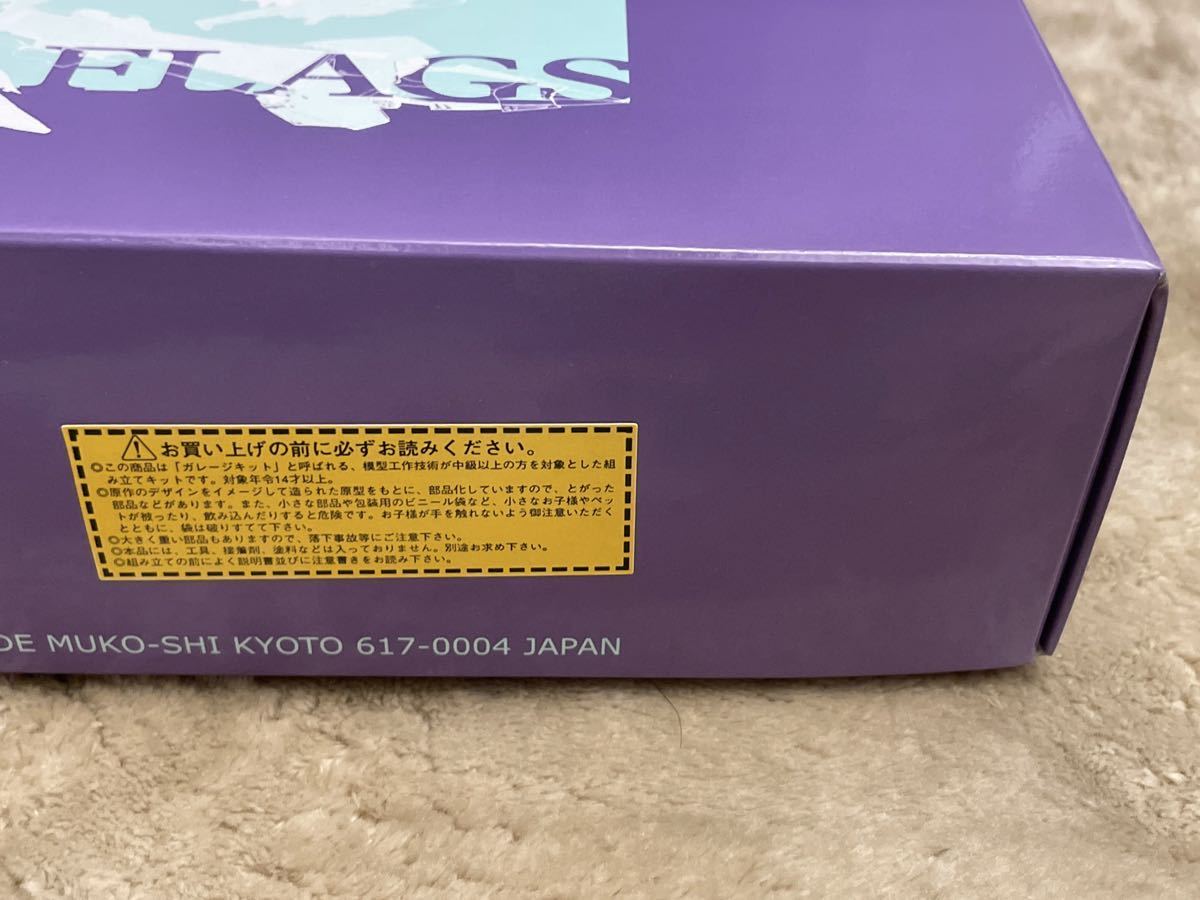 FLAGS
お買い上げの前に必ずお読みください。
◎この商品は「ガレージキット」と呼ばれる、模型工作技術が中級以上の方を対象とした組
み立てキットです。対象年令14才以上。
◎原作のデザインをイメージして造られた原型をもとに、部品化していますので、とがった
部品などがあります。また、小さな部品や包装用のビニール袋など、小さなお子様やペッ
トが被ったり、飲み込んだりすると危険です。お子様が手を触れないよう御注意いただく
とともに、袋は破りすてて下さい。
◎大きく重い部品もありますので、落下事故等にご注意下さい。
◎本品には、工具、接着剤、塗料などは入っておりません。別途お求め下さい。
◎組み立ての前によく説明書並びに注意書きをお読み下さい。
DE MUKO-SHI KYOTO 617-0004 JAPAN